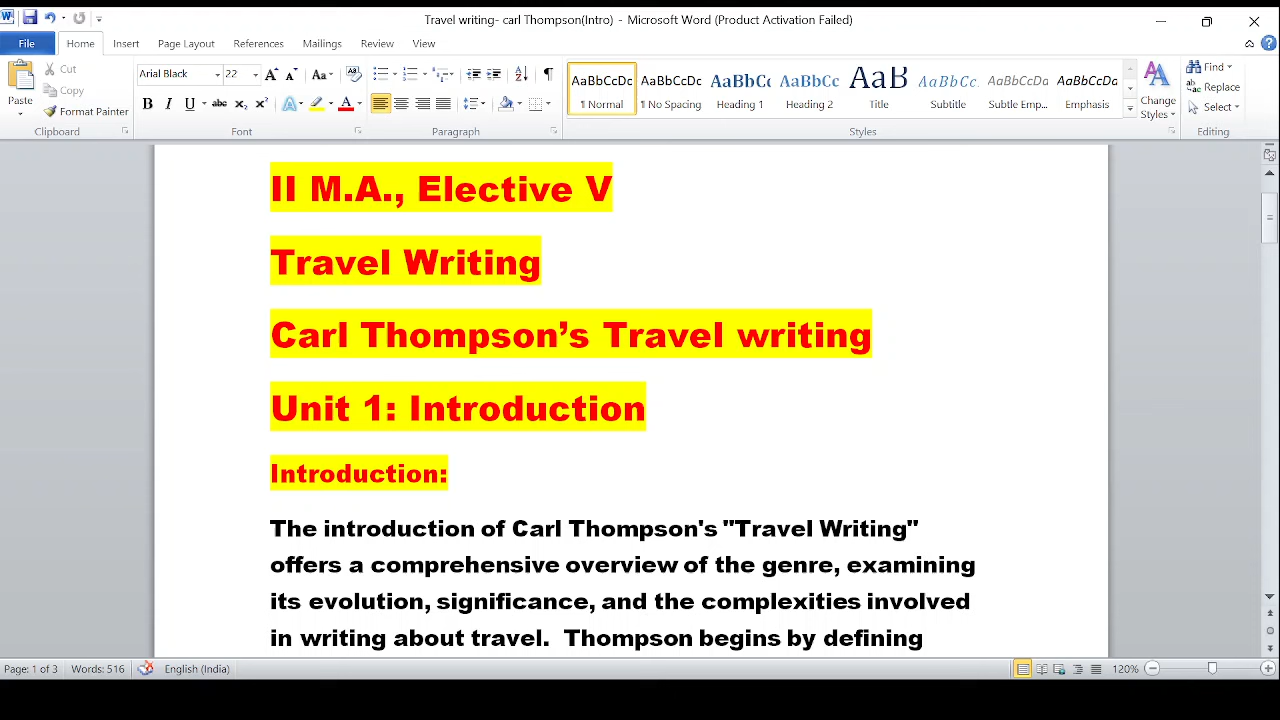 Travel writing- carl Thompson(Intro) - Microsoft Word (Product Activation Failed)
File Home Insert Page Layout References Mailings Review View
Paste
Cut
Copy
Format Painter
Clipboard
Arial Black 22
Font
Paragraph
AaBbCcDc AaBbCcDc AaBbCc AaBbCc AaB AaBbCc. AaBbCcDc AaBbCcDc
¶ Normal ¶ No Spacing Heading 1 Heading 2 Title Subtitle Subtle Em... Emphasis
Styles
Change
Styles
Find
Replace
Select
Editing
II M.A., Elective V
Travel Writing
Carl Thompson’s Travel writing
Unit 1: Introduction
Introduction:
The introduction of Carl Thompson's "Travel Writing"
offers a comprehensive overview of the genre, examining
its evolution, significance, and the complexities involved
in writing about travel.  Thompson begins by defining
Page: 1 of 3 Words: 516 English (India) 120%